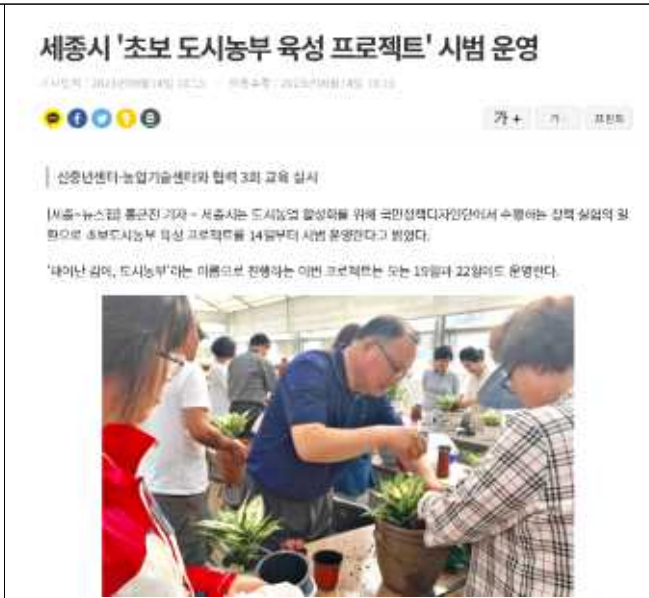 세종시 '초보 도시농부 육성 프로젝트' 시범 운영
가+ 가- 프린트
신중년센터·농업기술센터와 협력 3회 교육 실시
[세종=뉴스핌] 홍근진 기자 = 세종시는 도시농업 활성화를 위해 국민정책디자인단이 수행하는 정책 실험의 일
환으로 초보도시농부 육성 프로젝트를 14일부터 시범 운영한다고 밝혔다.
'태어난 김에, 도시농부'라는 이름으로 진행하는 이번 프로젝트는 오는 19일과 22일에도 운영한다.